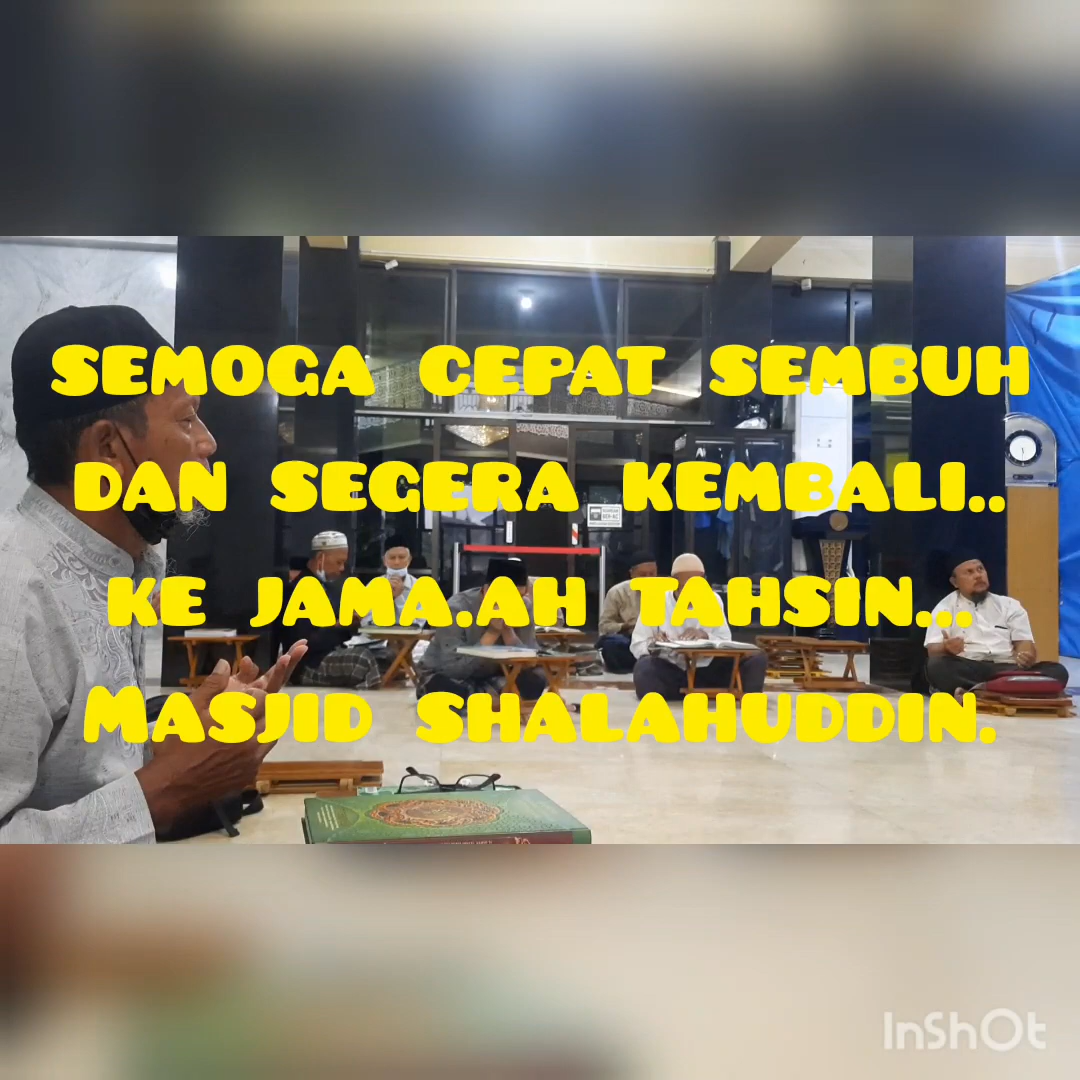 SEMOGA CEPAT SEMBUH
DAN SEGERA KEMBALI..
KE JAMA.AH TAHSIN...
MASJID SHALAHUDDIN.
InShOt